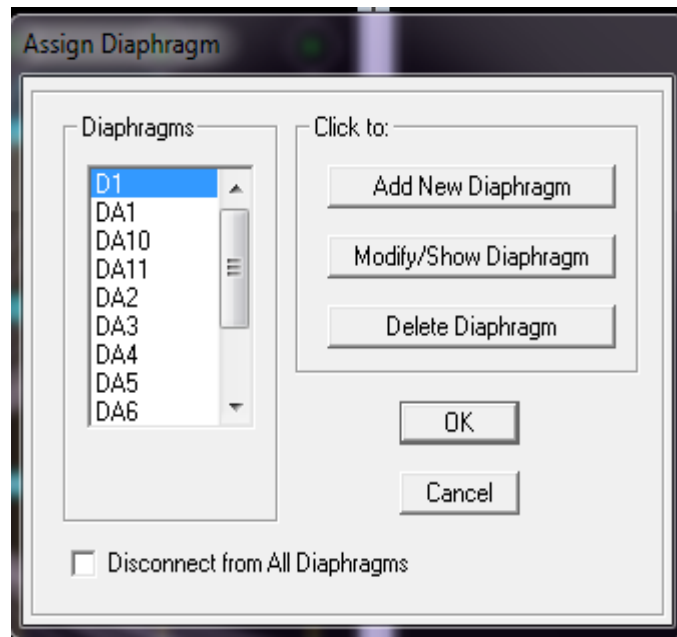 Assign Diaphragm
Diaphragms
D1
DA1
DA10
DA11
DA2
DA3
DA4
DA5
DA6
Click to:
Add New Diaphragm
Modify/Show Diaphragm
Delete Diaphragm
OK
Cancel
Disconnect from All Diaphragms